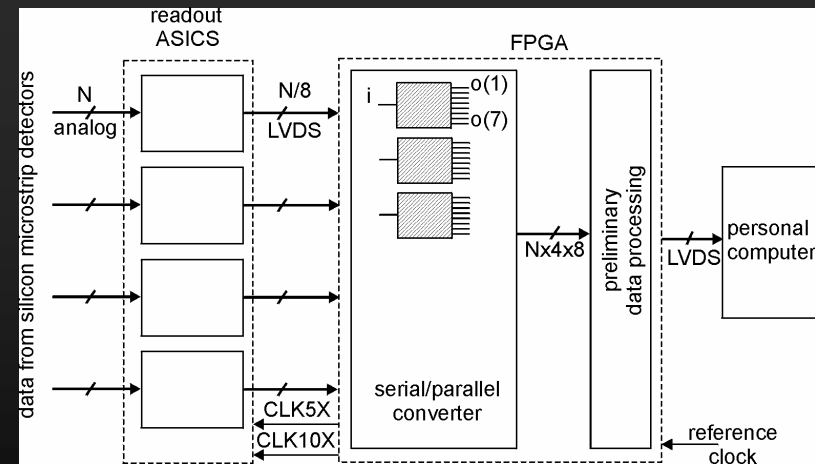 readout
ASICS
FPGA
data from silicon microstrip detectors
N
analog
N/8
LVDS
i
o(1)
o(7)
Nx4x8
preliminary
data processing
LVDS
personal
computer
serial/parallel
converter
CLK5X
CLK10X
reference
clock